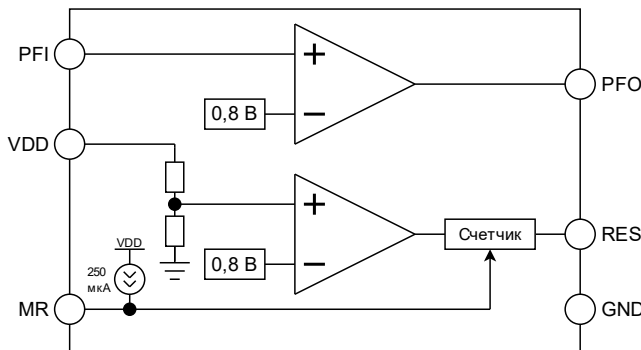 PFI
+
0,8 В
−
PFO
VDD
+
0,8 В
−
Счетчик
RES
VDD
250
мкА
MR
GND